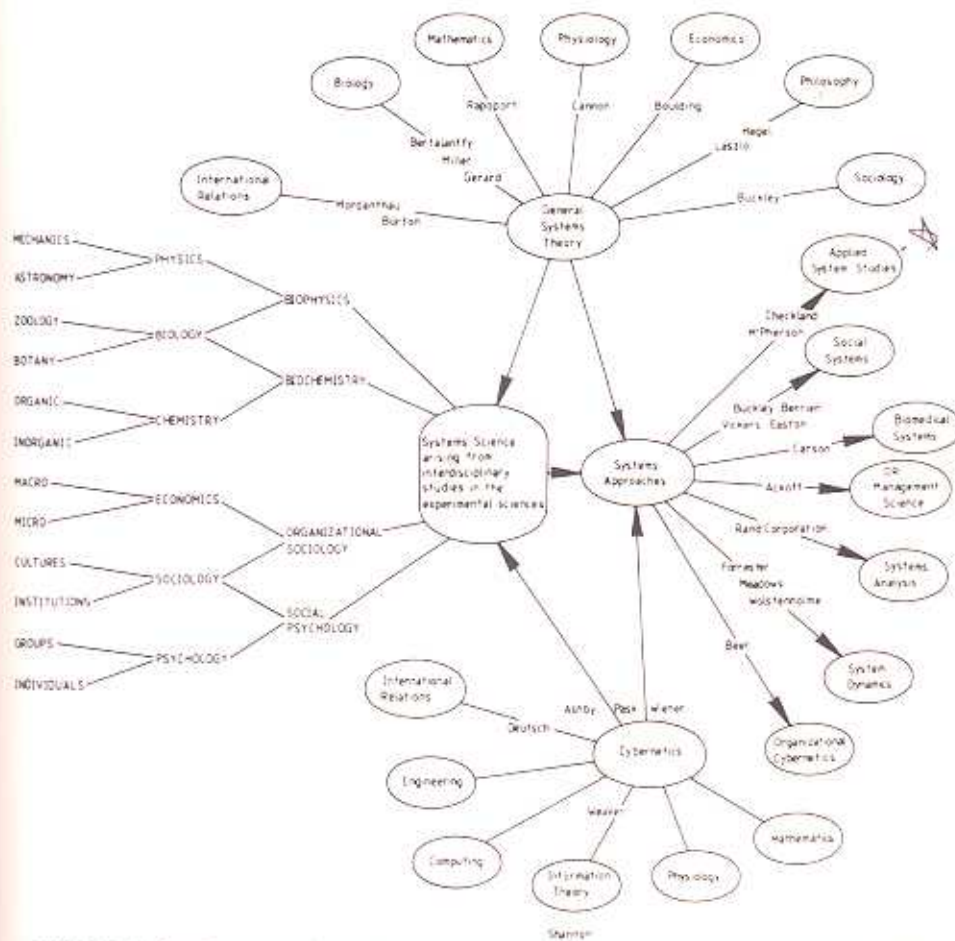 Mathematics
Physiology
Economics
Biology
Philosophy
Rapoport
Cannon
Boulding
Hegel
Laszlo
Bertalanffy
Miller
Gerard
International
Relations
Sociology
Morganthau
Burton
Buckley
General
Systems
Theory
MECHANICS
PHYSICS
ASTRONOMY
Applied
System Studies
BIOPHYSICS
ZOOLOGY
BIOLOGY
BOTANY
Checkland
McPherson
Social
Systems
BIOCHEMISTRY
ORGANIC
CHEMISTRY
INORGANIC
Buckley Berrien
Vickers Easton
Biomedical
Systems
Carson
Systems Science
arising from
interdisciplinary
studies in the
experimental sciences
Systems
Approaches
Ackoff
OR:
Management
Science
MACRO
ECONOMICS
MICRO
Rand Corporation
ORGANIZATIONAL
SOCIOLOGY
CULTURES
SOCIOLOGY
INSTITUTIONS
Systems
Analysis
Forrester
Meadows
Wolstenholme
SOCIAL
PSYCHOLOGY
GROUPS
PSYCHOLOGY
INDIVIDUALS
Beer
System
Dynamics
International
Relations
Ashby
Pask
Wiener
Deutsch
Cybernetics
Organizational
Cybernetics
Engineering
Weaver
Mathematics
Computing
Information
Theory
Physiology
Shannon